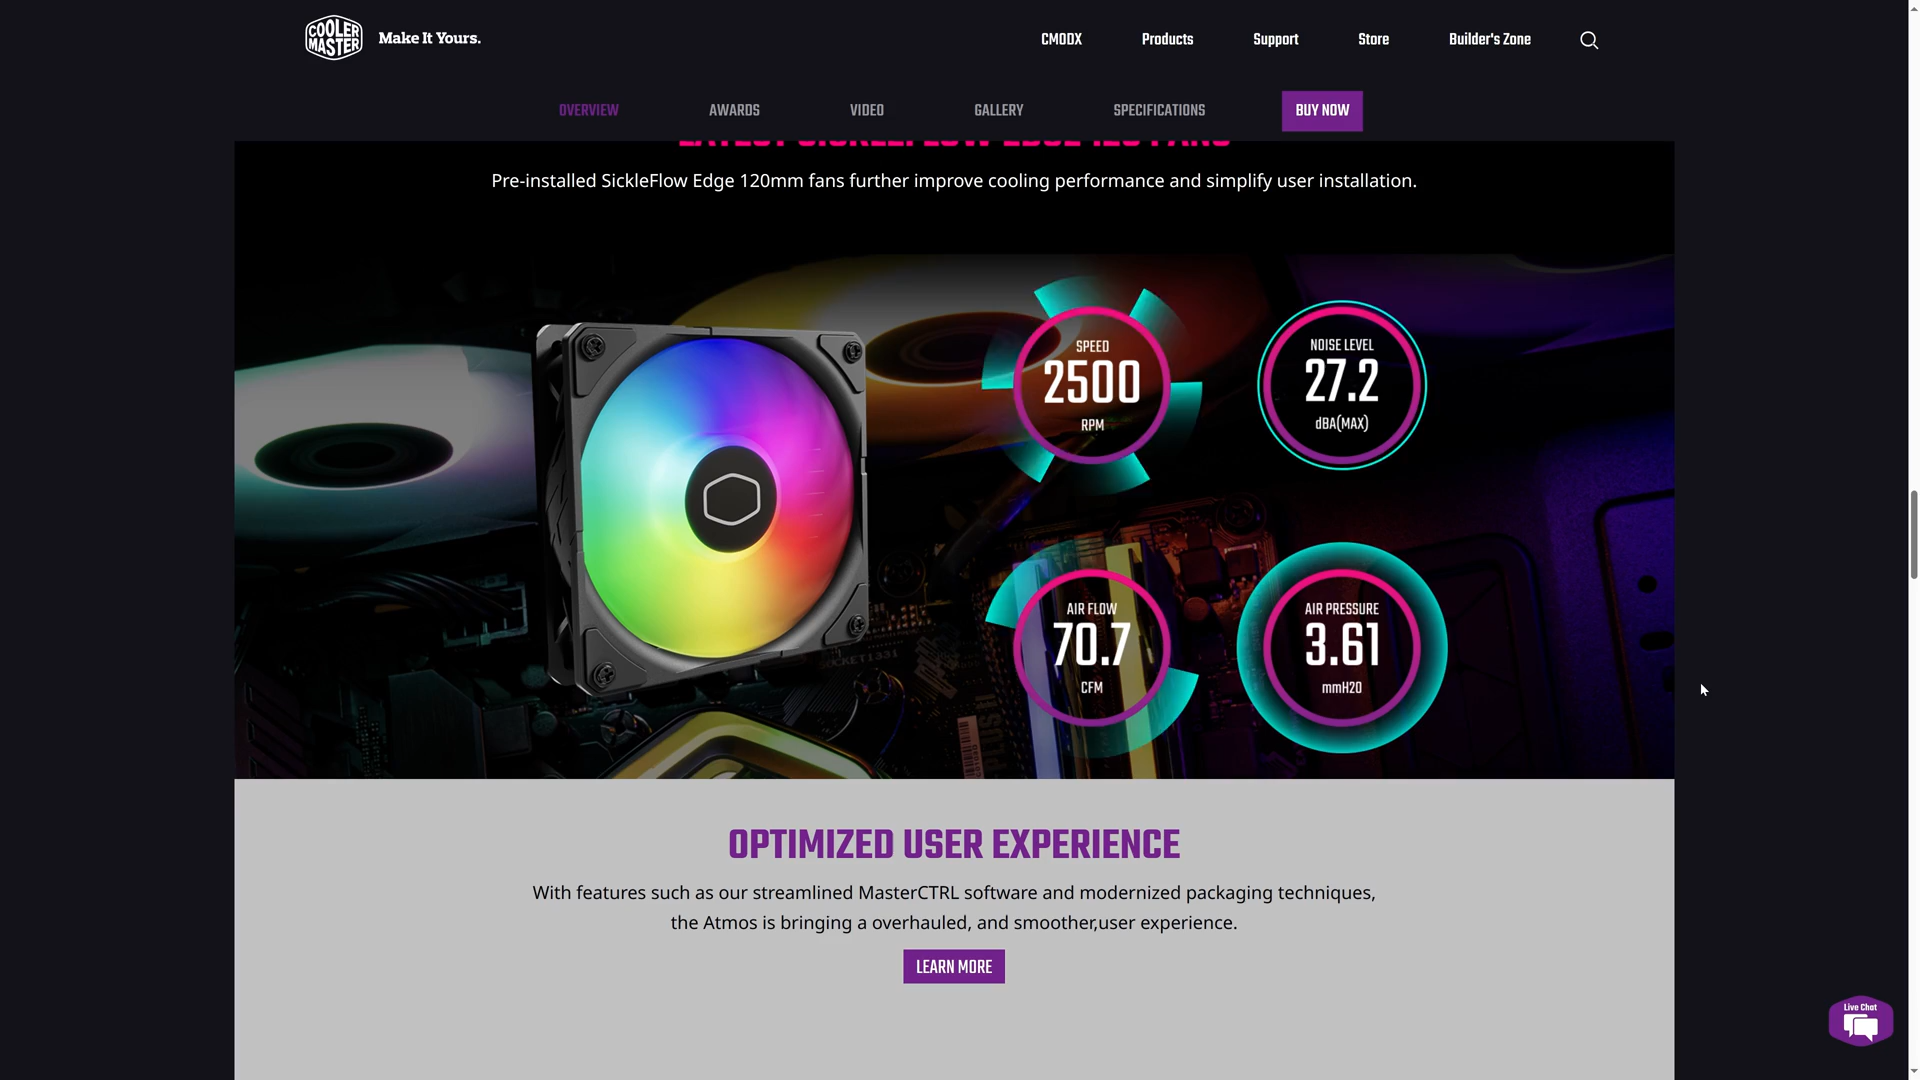 COOLER
MASTER
Make It Yours.
CMODX
Products
Support
Store
Builder's Zone
OVERVIEW
AWARDS
VIDEO
GALLERY
SPECIFICATIONS
BUY NOW
Pre-installed SickleFlow Edge 120mm fans further improve cooling performance and simplify user installation.
SPEED
2500
RPM
NOISE LEVEL
27.2
dBA(MAX)
AIR FLOW
70.7
CFM
AIR PRESSURE
3.61
mmH2O
OPTIMIZED USER EXPERIENCE
With features such as our streamlined MasterCTRL software and modernized packaging techniques,
the Atmos is bringing a overhauled, and smoother,user experience.
LEARN MORE
Live Chat